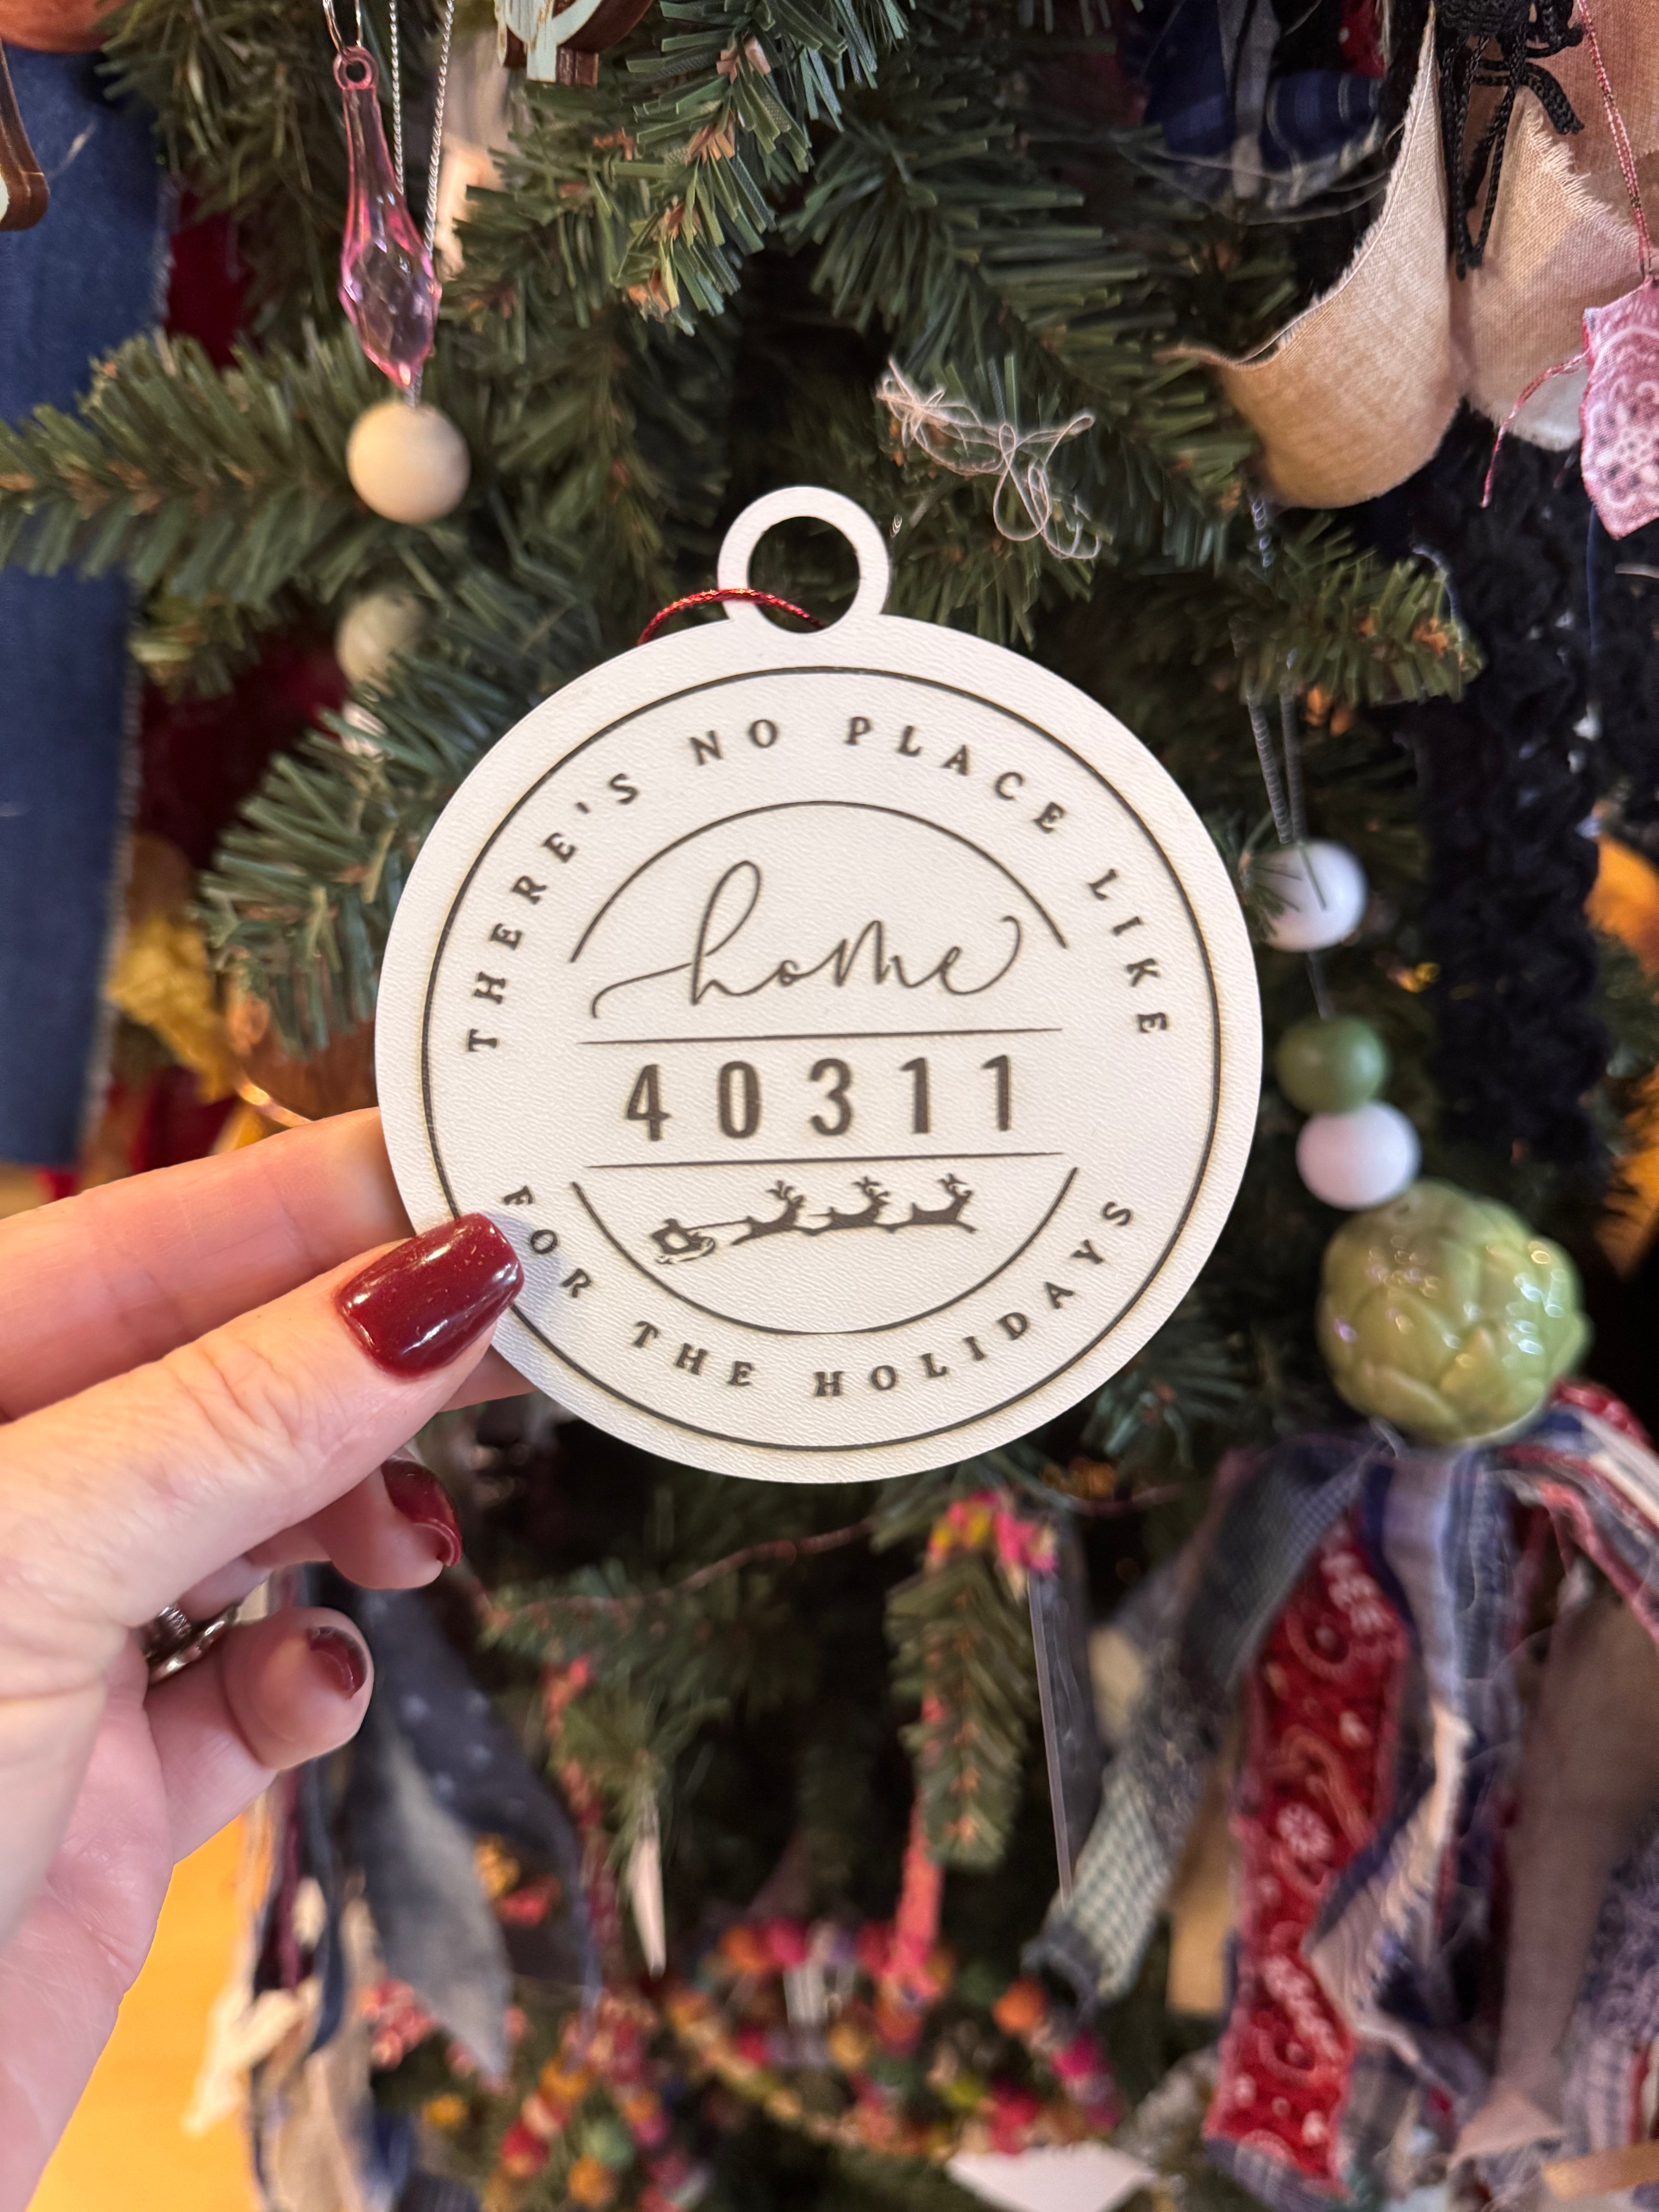 THERE'S NO PLACE LIKE
home
40311
FOR THE HOLIDAYS